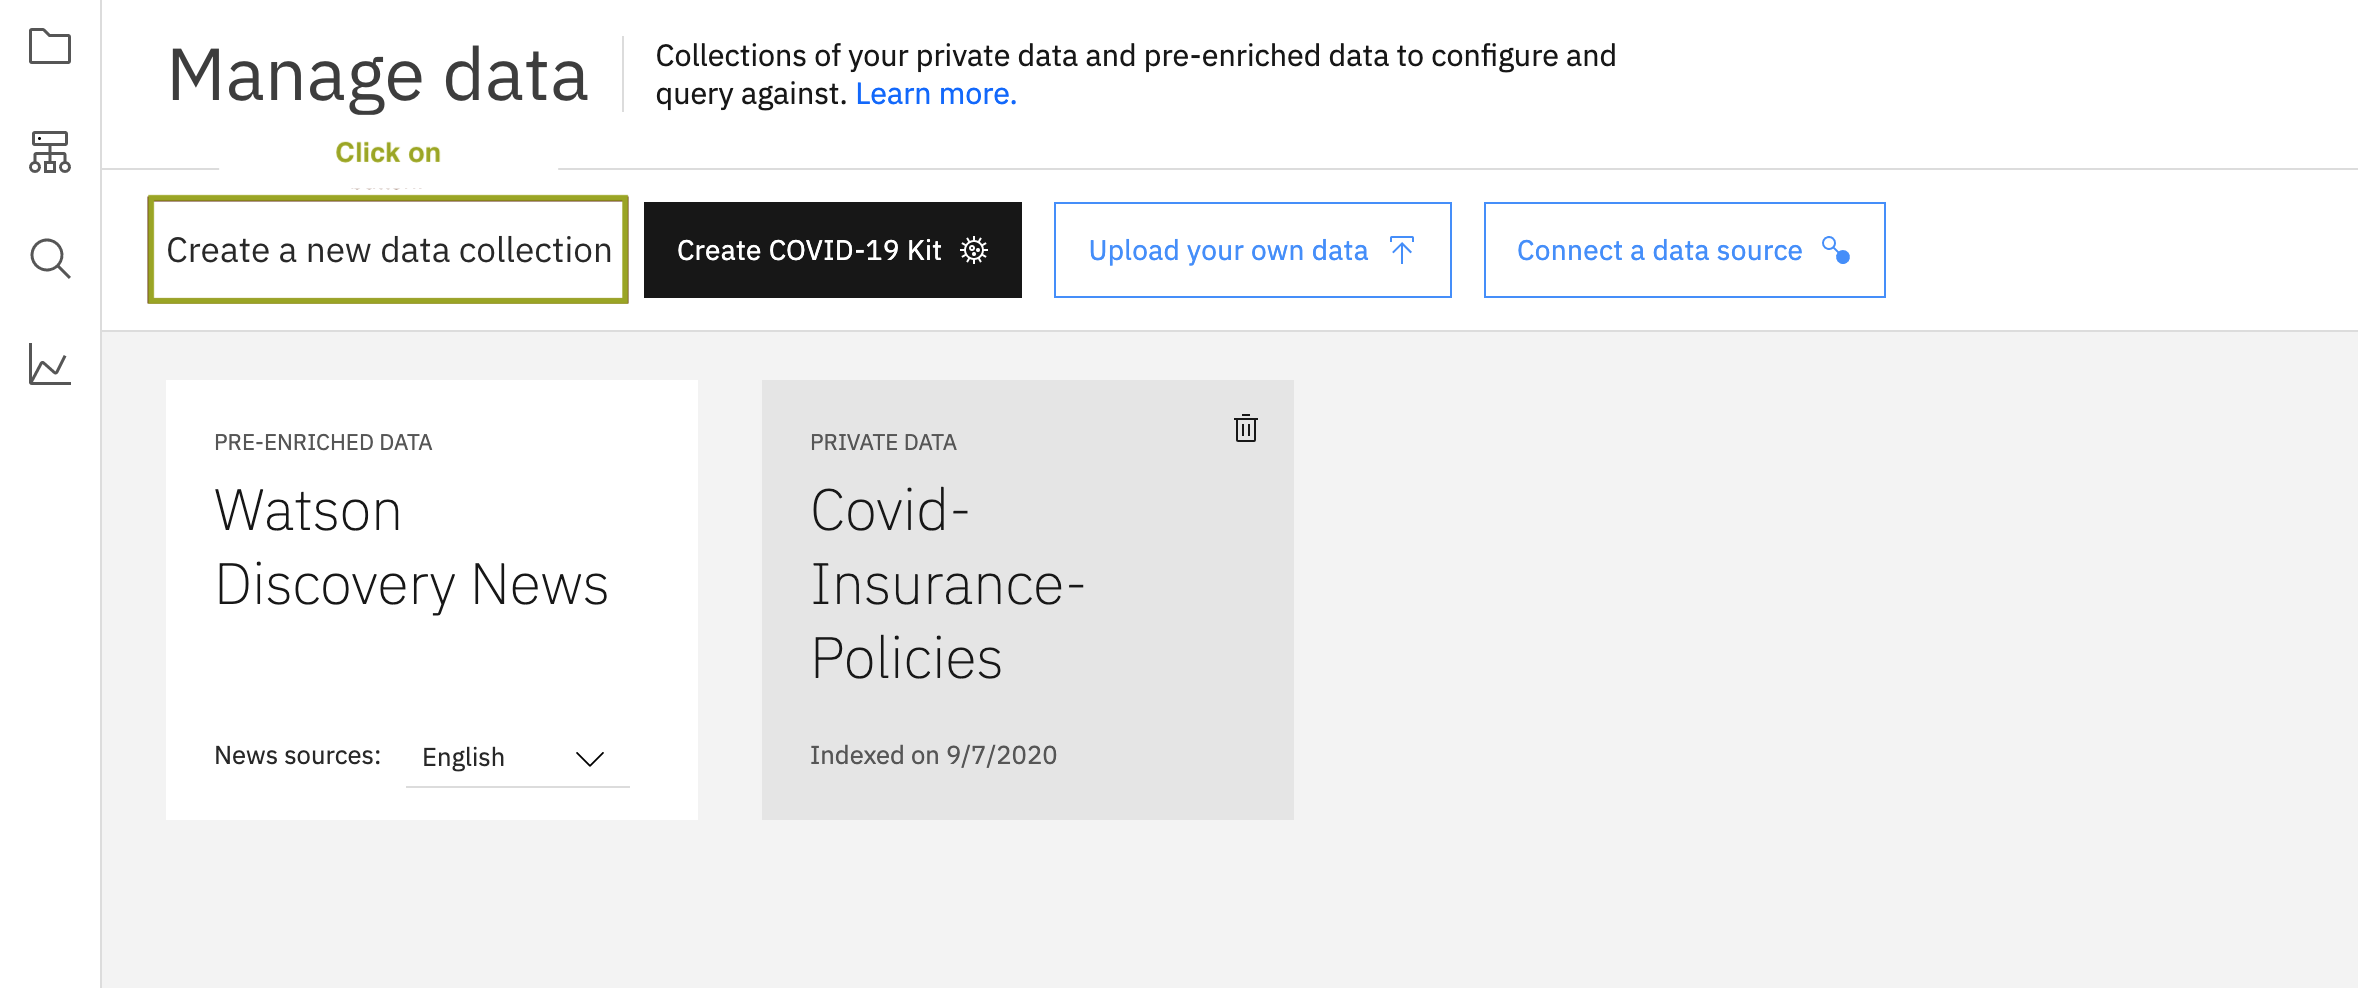 Manage data
Collections of your private data and pre-enriched data to configure and
query against. Learn more.
Click on
Create a new data collection
Create COVID-19 Kit
Upload your own data
Connect a data source
PRE-ENRICHED DATA
Watson
Discovery News
News sources:
English
PRIVATE DATA
Covid-
Insurance-
Policies
Indexed on 9/7/2020